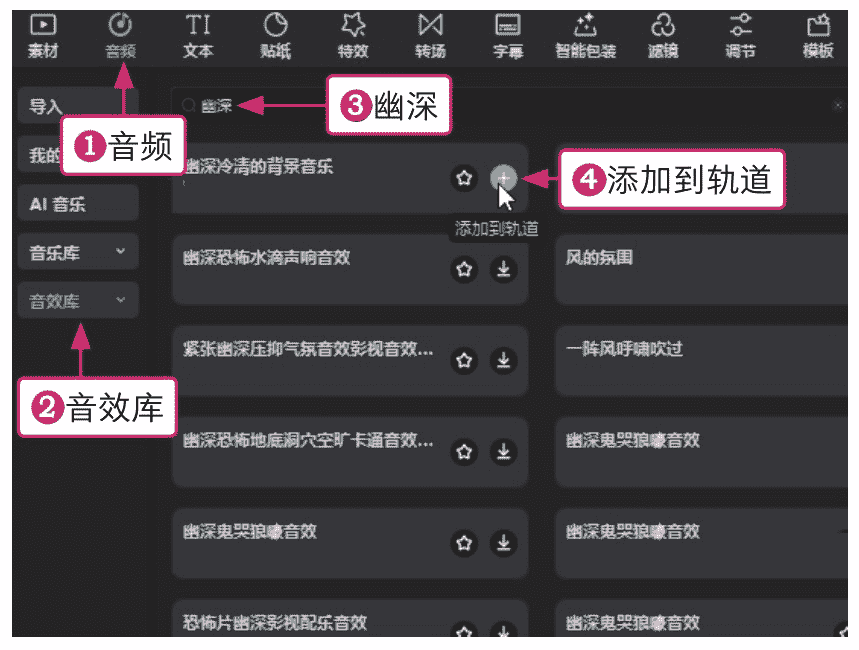 素材 音频 文本 贴纸 特效 转场 字幕 智能包装 滤镜 调节 模板
导入
幽深
❸幽深
我的
❶音频
幽深冷清的背景音乐
❹添加到轨道
添加到轨道
AI 音乐
音乐库
幽深恐怖水滴声响音效
风的氛围
音效库
紧张幽深压抑气氛音效影视音效...
一阵风呼啸吹过
❷音效库
幽深恐怖地底洞穴空旷卡通音效...
幽深鬼哭狼嚎音效
幽深鬼哭狼嚎音效
幽深鬼哭狼嚎音效
恐怖片幽深影视配乐音效
幽深鬼哭狼嚎音效